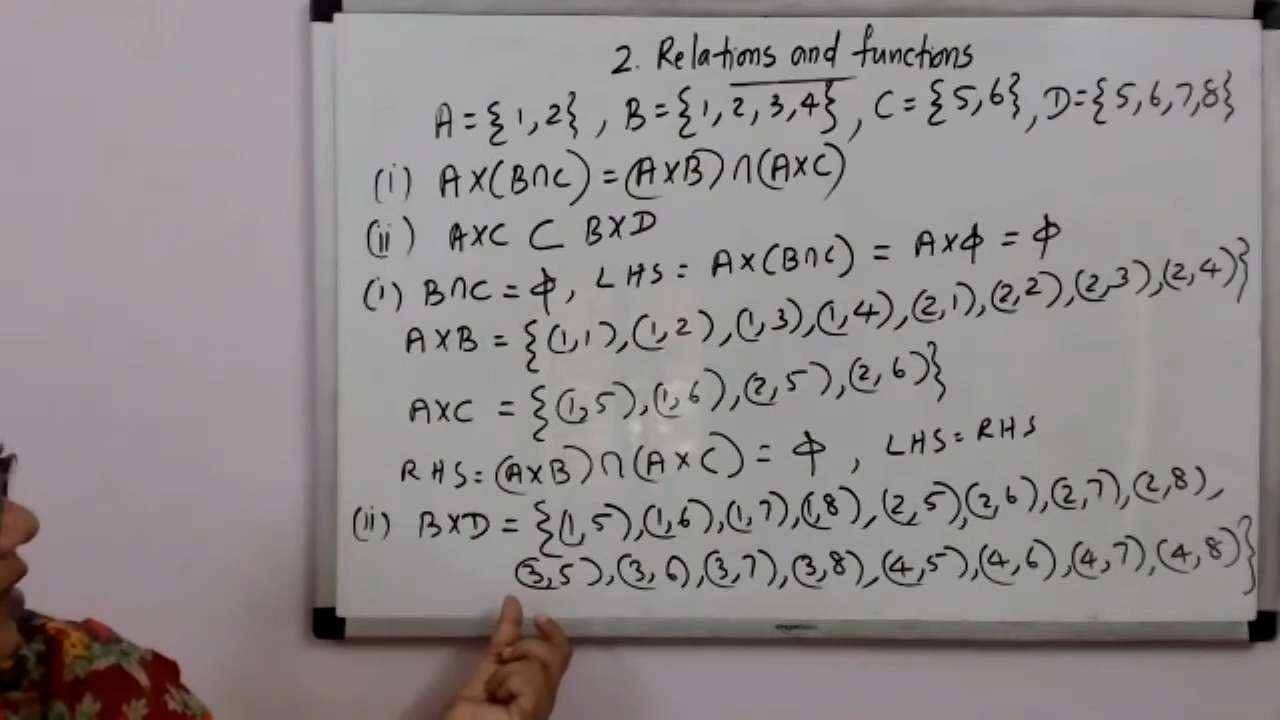 2. Relations and functions
A = {1,2}, B = {1,2,3,4}, C = {5,6}, D = {5,6,7,8}
(i) A×(B∩C) = (A×B)∩(A×C)
(ii) A×C ⊂ B×D
(i) B∩C = ϕ, LHS = A×(B∩C) = A×ϕ = ϕ
A×B = {(1,1),(1,2),(1,3),(1,4),(2,1),(2,2),(2,3),(2,4)}
A×C = {(1,5),(1,6),(2,5),(2,6)}
RHS = (A×B)∩(A×C) = ϕ, LHS = RHS
(ii) B×D = {(1,5),(1,6),(1,7),(1,8),(2,5),(2,6),(2,7),(2,8),
(3,5),(3,6),(3,7),(3,8),(4,5),(4,6),(4,7),(4,8)}